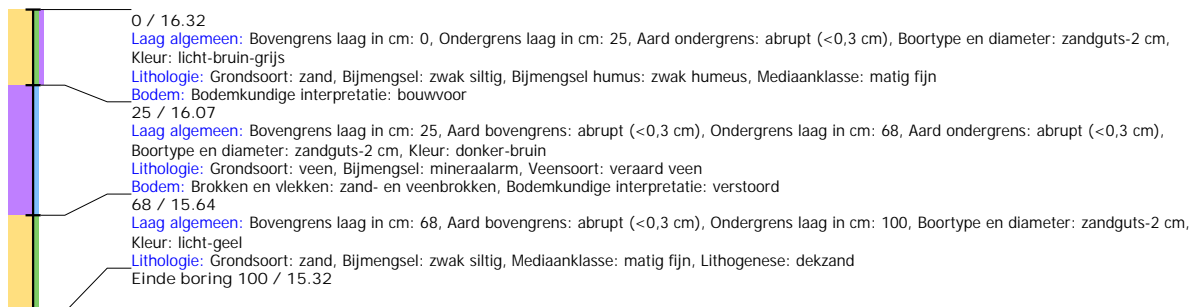 0 / 16.32
Laag algemeen: Bovengrens laag in cm: 0, Ondergrens laag in cm: 25, Aard ondergrens: abrupt (<0,3 cm), Boortype en diameter: zandguts-2 cm,
Kleur: licht-bruin-grijs
Lithologie: Grondsoort: zand, Bijmengsel: zwak siltig, Bijmengsel humus: zwak humeus, Mediaanklasse: matig fijn
Bodem: Bodemkundige interpretatie: bouwvoor
25 / 16.07
Laag algemeen: Bovengrens laag in cm: 25, Aard bovengrens: abrupt (<0,3 cm), Ondergrens laag in cm: 68, Aard ondergrens: abrupt (<0,3 cm),
Boortype en diameter: zandguts-2 cm, Kleur: donker-bruin
Lithologie: Grondsoort: veen, Bijmengsel: mineraalarm, Veensoort: veraard veen
Bodem: Brokken en vlekken: zand- en veenbrokken, Bodemkundige interpretatie: verstoord
68 / 15.64
Laag algemeen: Bovengrens laag in cm: 68, Aard bovengrens: abrupt (<0,3 cm), Ondergrens laag in cm: 100, Boortype en diameter: zandguts-2 cm,
Kleur: licht-geel
Lithologie: Grondsoort: zand, Bijmengsel: zwak siltig, Mediaanklasse: matig fijn, Lithogenese: dekzand
Einde boring 100 / 15.32